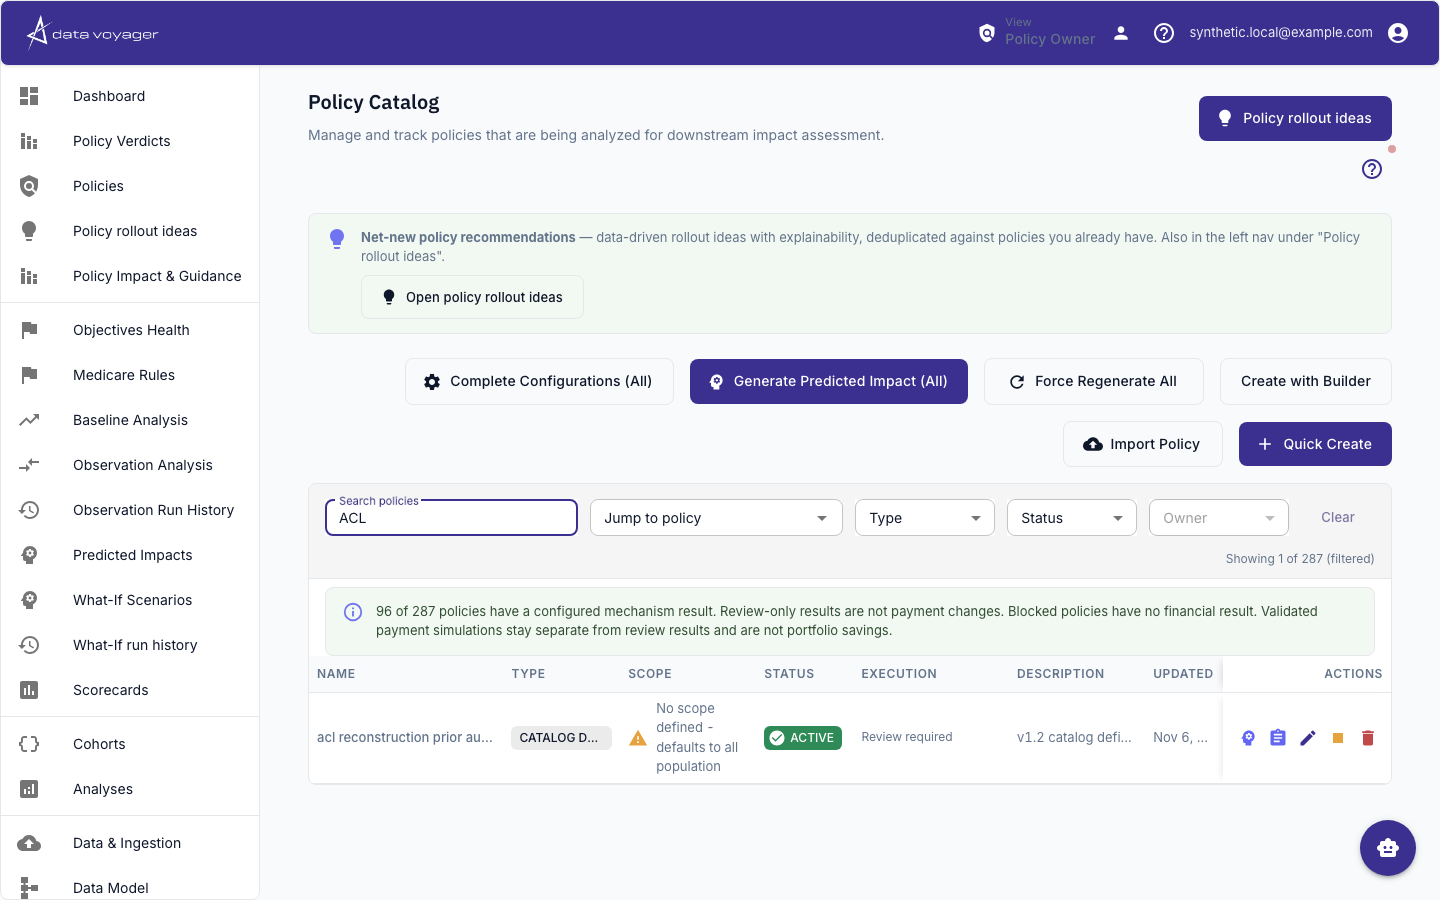 data voyager
View
Policy Owner
synthetic.local@example.com
Dashboard
Policy Verdicts
Policies
Policy rollout ideas
Policy Impact & Guidance
Objectives Health
Medicare Rules
Baseline Analysis
Observation Analysis
Observation Run History
Predicted Impacts
What-If Scenarios
What-If run history
Scorecards
Cohorts
Analyses
Data & Ingestion
Data Model
Policy Catalog
Manage and track policies that are being analyzed for downstream impact assessment.
Policy rollout ideas
Net-new policy recommendations — data-driven rollout ideas with explainability, deduplicated against policies you already have. Also in the left nav under "Policy
rollout ideas".
Open policy rollout ideas
Complete Configurations (All)
Generate Predicted Impact (All)
Force Regenerate All
Create with Builder
Import Policy
Quick Create
Search policies
ACL
Jump to policy
Type
Status
Owner
Clear
Showing 1 of 287 (filtered)
96 of 287 policies have a configured mechanism result. Review-only results are not payment changes. Blocked policies have no financial result. Validated
payment simulations stay separate from review results and are not portfolio savings.
NAME TYPE SCOPE STATUS EXECUTION DESCRIPTION UPDATED ACTIONS
acl reconstruction prior au...
CATALOG D...
No scope
defined -
defaults to all
population
ACTIVE
Review required
v1.2 catalog defi...
Nov 6, ...